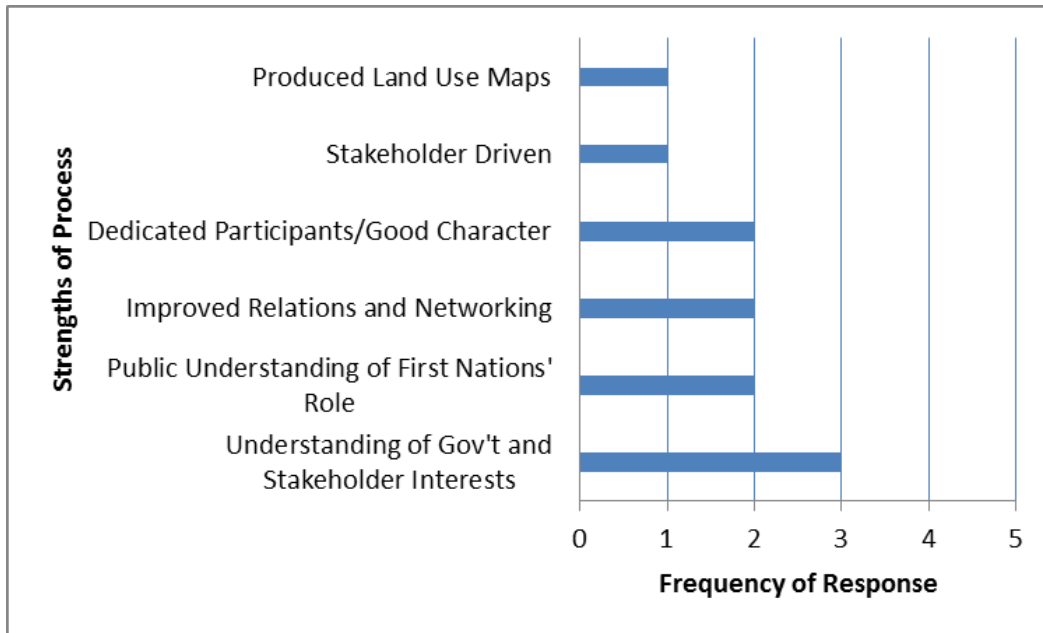 Strengths of Process
Produced Land Use Maps
Stakeholder Driven
Dedicated Participants/Good Character
Improved Relations and Networking
Public Understanding of First Nations'
Role
Understanding of Gov't and
Stakeholder Interests
0 1 2 3 4 5
Frequency of Response